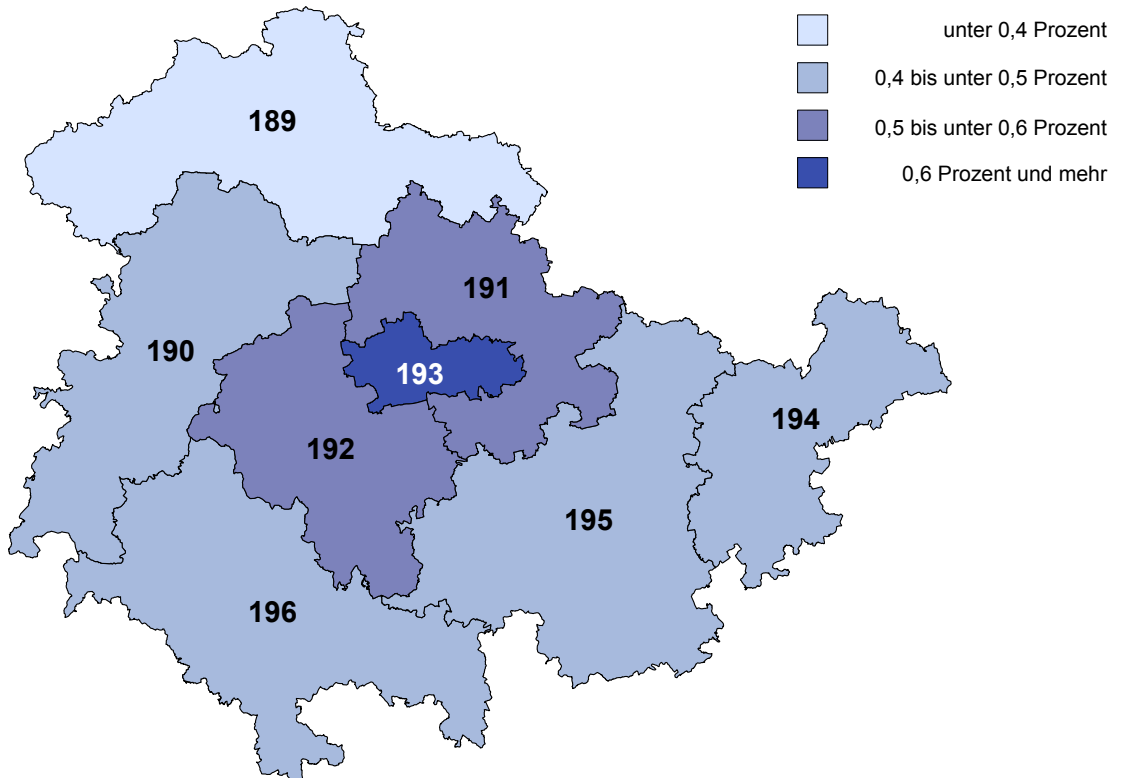 unter 0,4 Prozent
0,4 bis unter 0,5 Prozent
0,5 bis unter 0,6 Prozent
0,6 Prozent und mehr
189
191
190
193
194
192
195
196